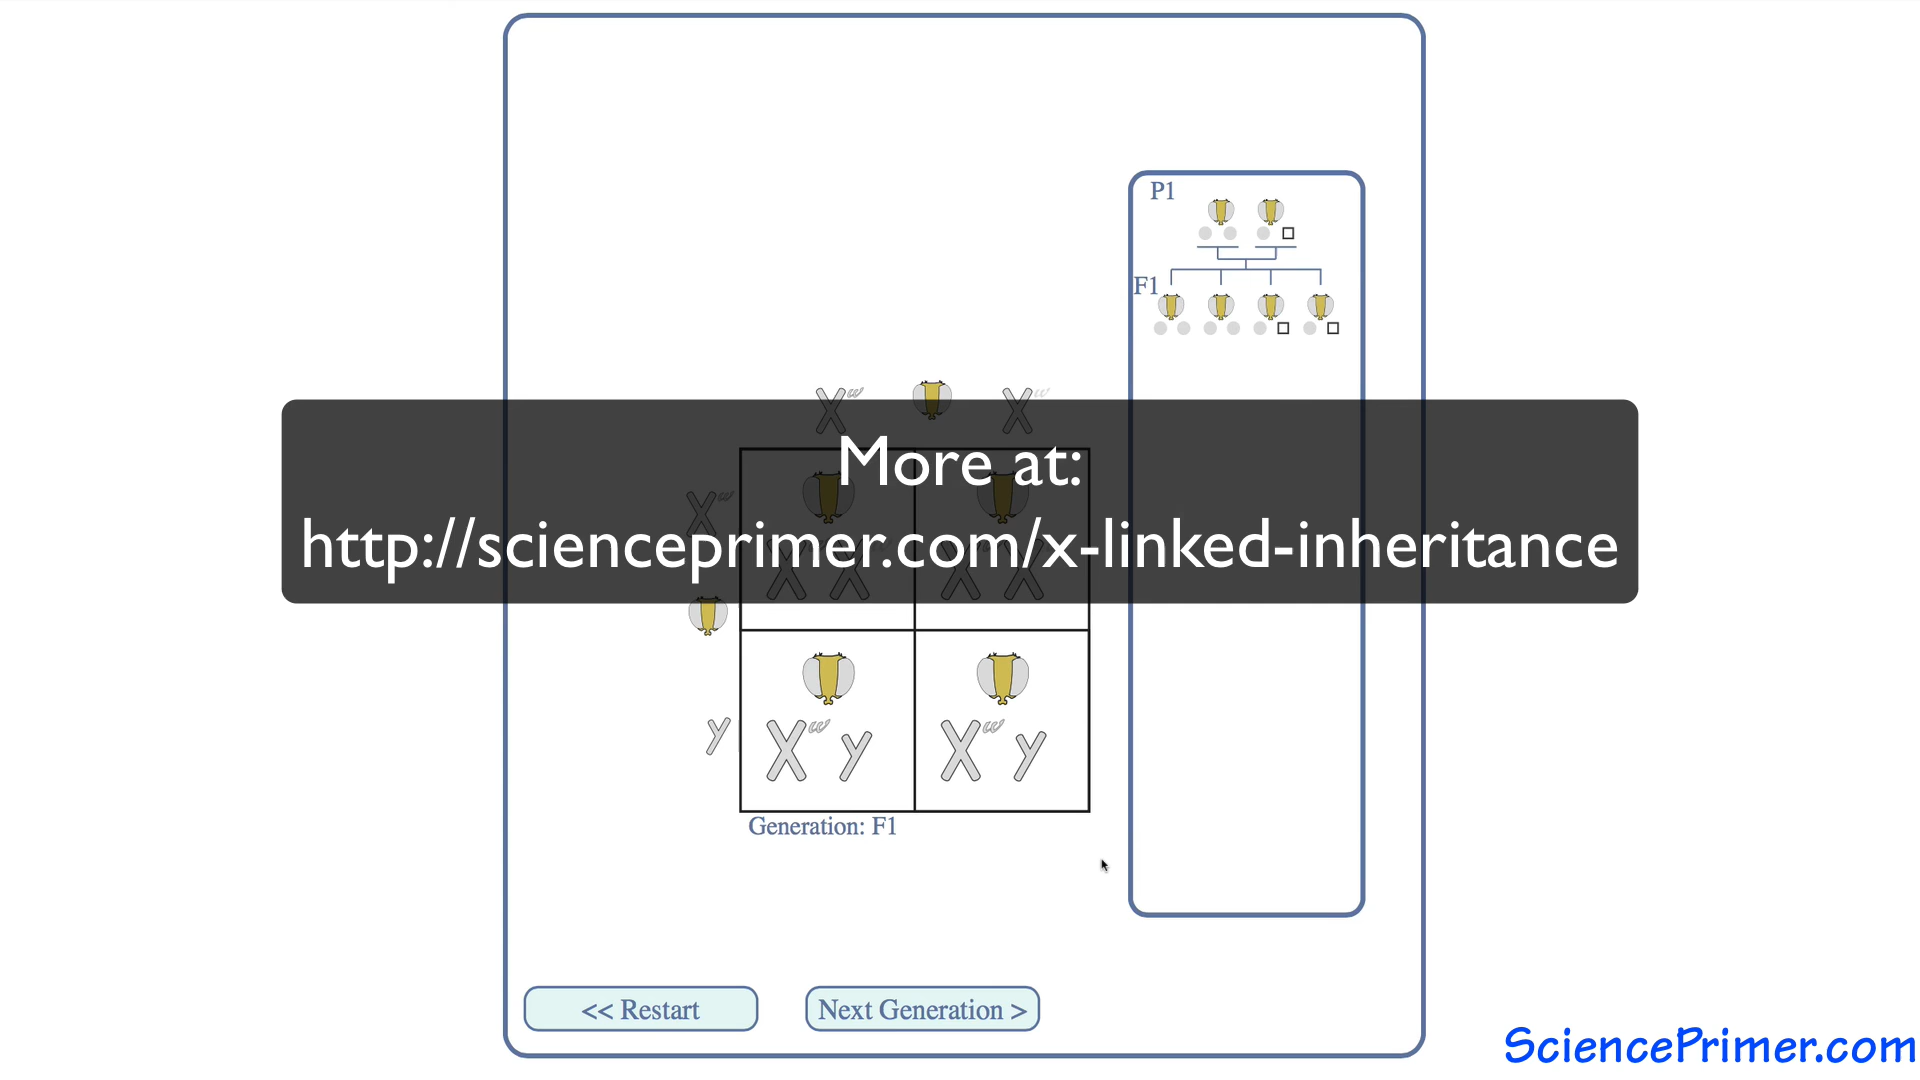 P1
F1
X w X w
More at:
X w
http://scienceprimer.com/x-linked-inheritance
X X X X
y X w y X w y
Generation: F1
<< Restart
Next Generation >
SciencePrimer.com